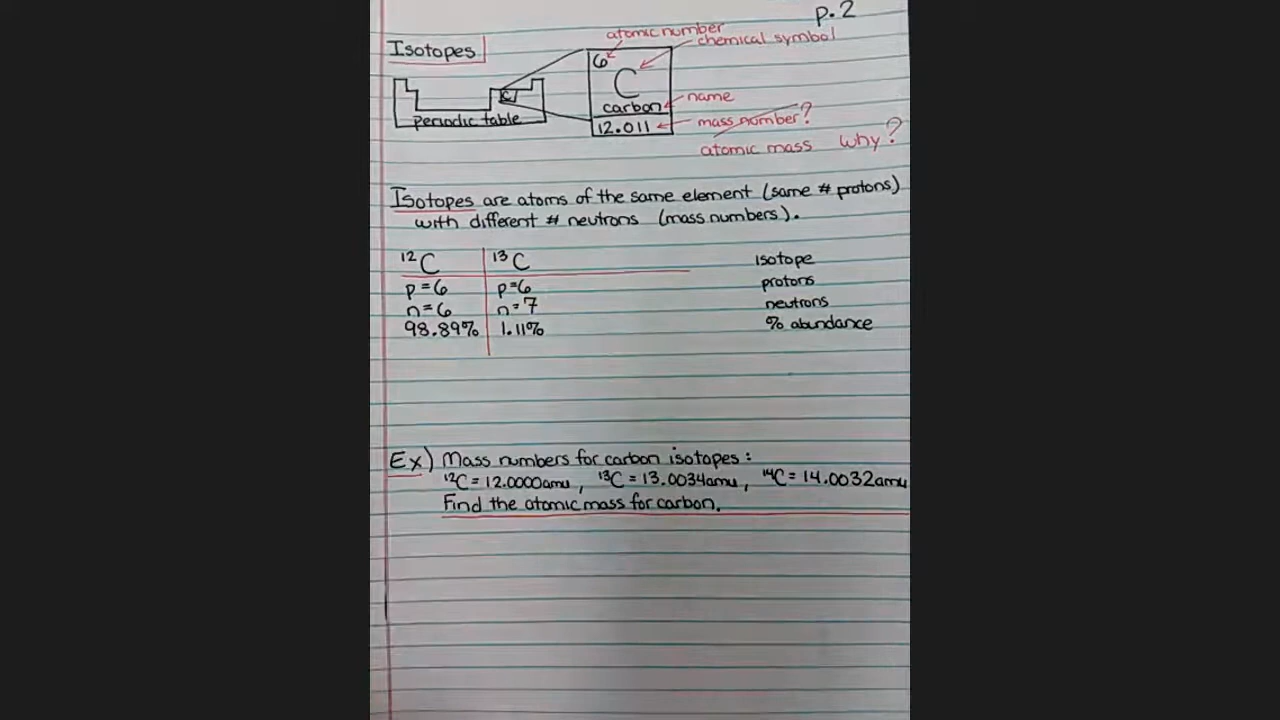 p.2
Isotopes
atomic number
chemical symbol
6
C
carbon
name
C
periodic table
12.011
mass number?
atomic mass why?
Isotopes are atoms of the same element (same # protons)
with different # neutrons (mass numbers).
¹²C ¹³C isotope
p=6 p=6 protons
n=6 n=7 neutrons
98.89% 1.11% % abundance
Ex) Mass numbers for carbon isotopes:
¹²C = 12.0000amu, ¹³C = 13.0034amu, ¹⁴C = 14.0032amu
Find the atomic mass for carbon.